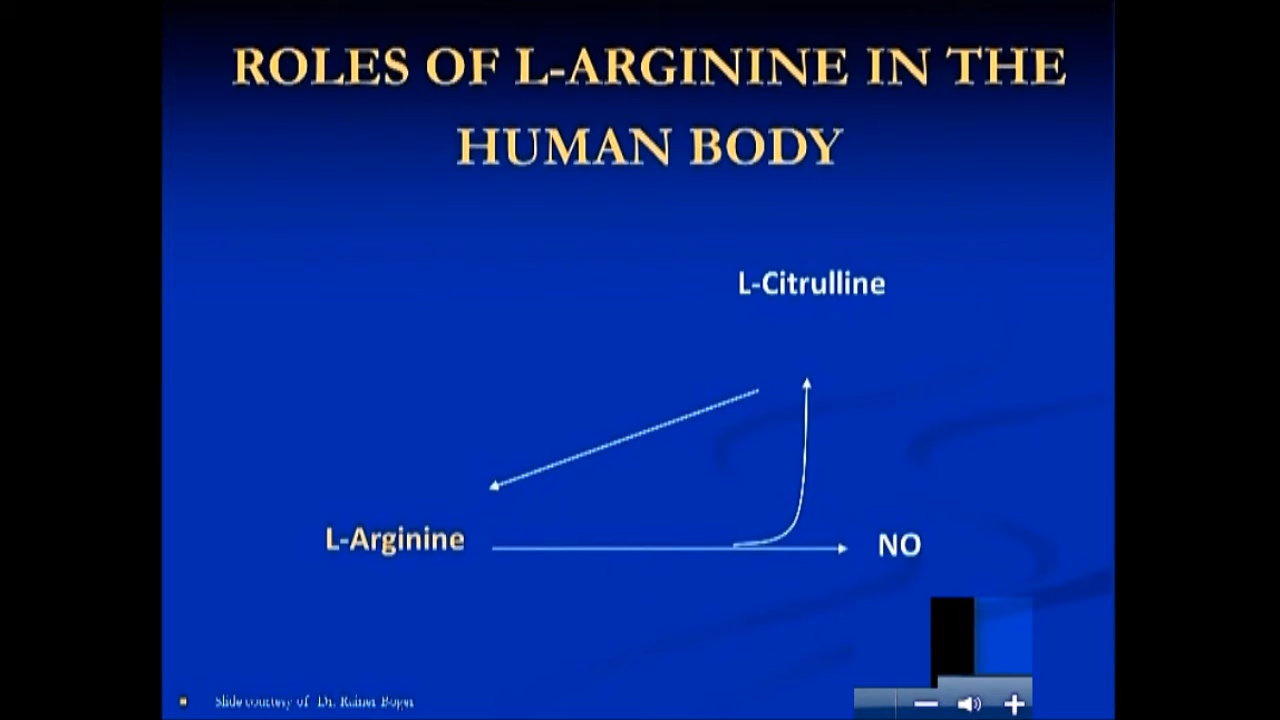 ROLES OF L-ARGININE IN THE
HUMAN BODY
L-Citrulline
L-Arginine
NO
Slide courtesy of Dr. Rainer Boger